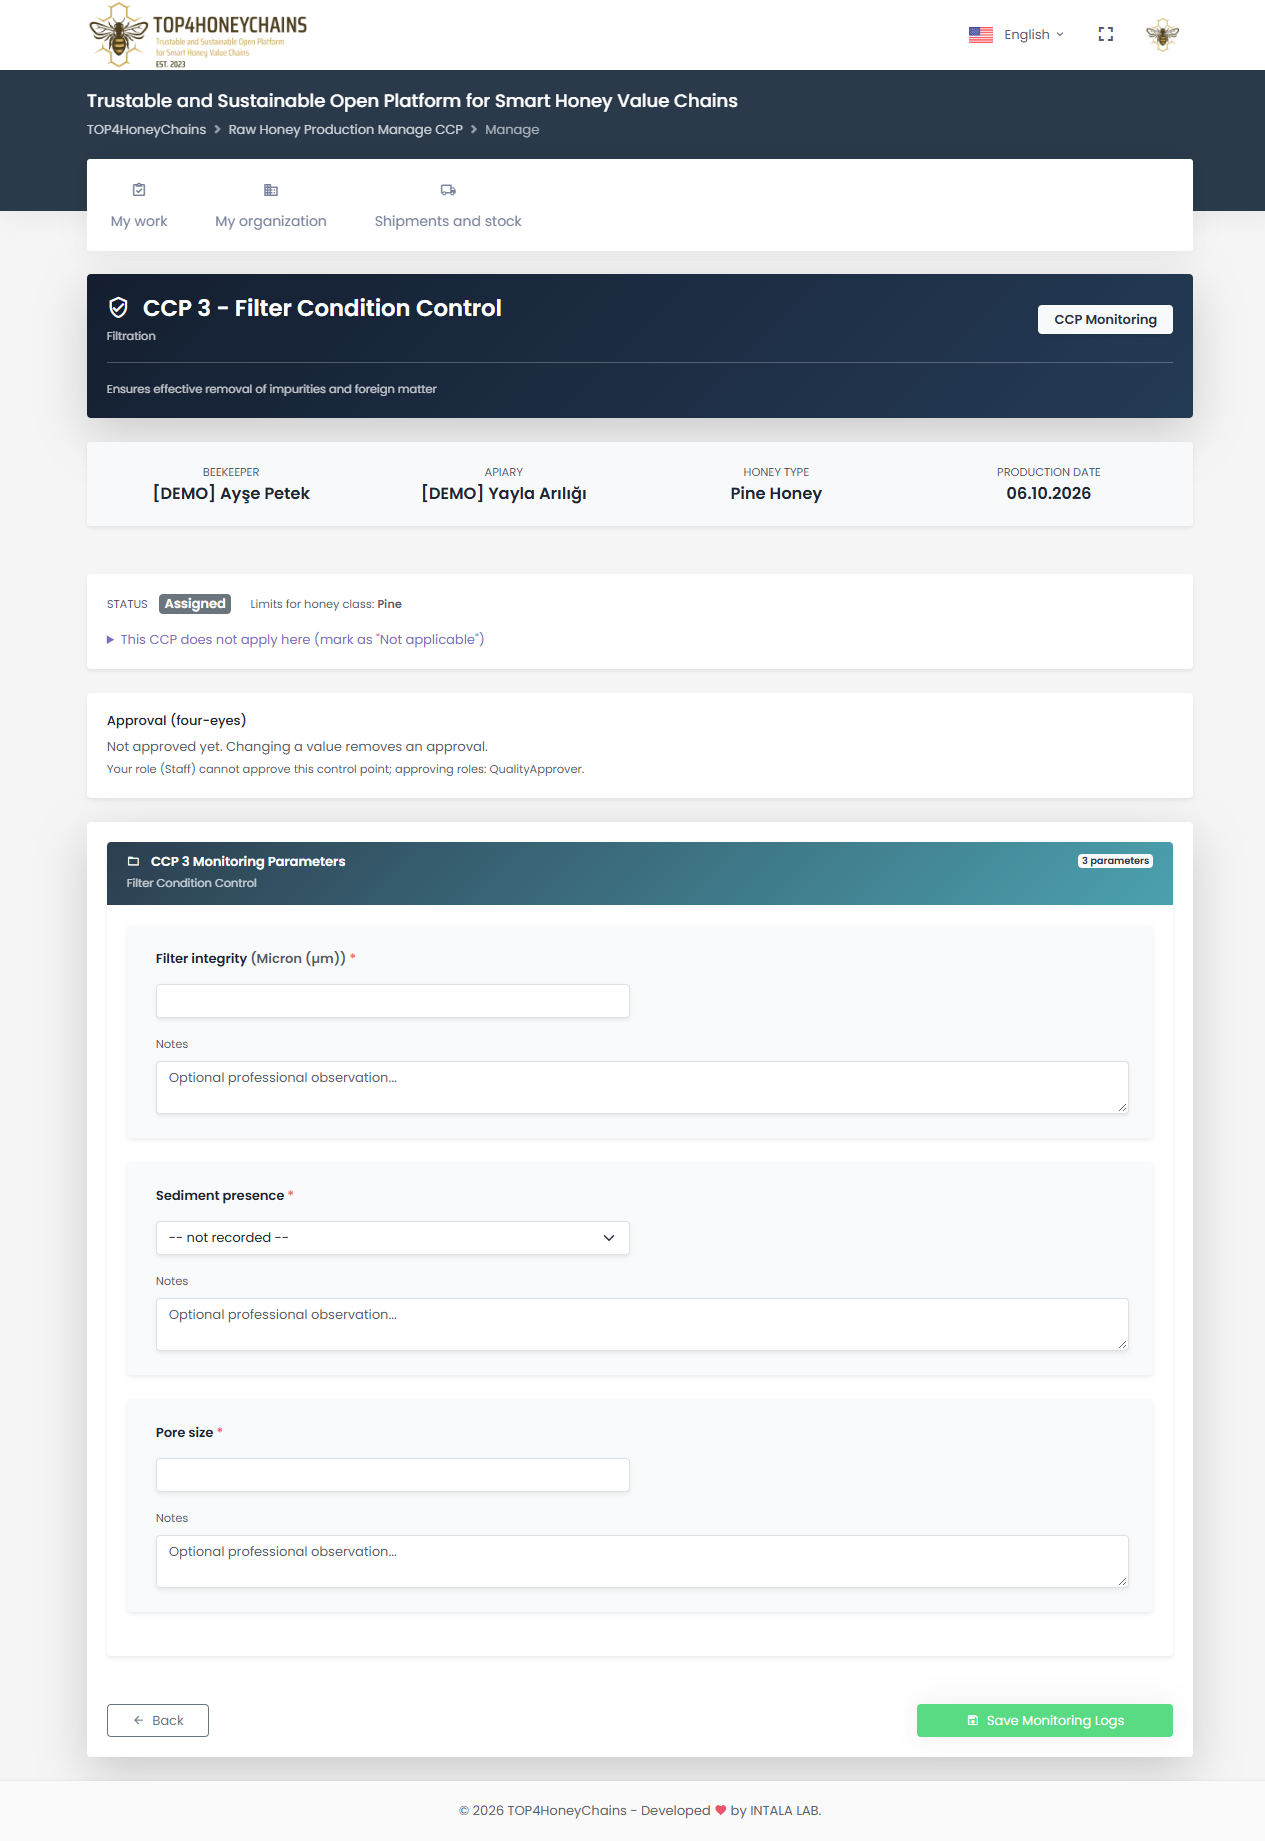 TOP4HONEYCHAINS
Trustable and Sustainable Open Platform
for Smart Honey Value Chains
EST. 2023
English
Trustable and Sustainable Open Platform for Smart Honey Value Chains
TOP4HoneyChains > Raw Honey Production Manage CCP > Manage
My work
My organization
Shipments and stock
CCP 3 - Filter Condition Control
Filtration
CCP Monitoring
Ensures effective removal of impurities and foreign matter
BEEKEEPER
[DEMO] Ayşe Petek
APIARY
[DEMO] Yayla Arılığı
HONEY TYPE
Pine Honey
PRODUCTION DATE
06.10.2026
STATUS Assigned Limits for honey class: Pine
This CCP does not apply here (mark as "Not applicable")
Approval (four-eyes)
Not approved yet. Changing a value removes an approval.
Your role (Staff) cannot approve this control point; approving roles: QualityApprover.
CCP 3 Monitoring Parameters
3 parameters
Filter Condition Control
Filter integrity (Micron (µm)) *
Notes
Optional professional observation...
Sediment presence *
-- not recorded --
Notes
Optional professional observation...
Pore size *
Notes
Optional professional observation...
Back
Save Monitoring Logs
© 2026 TOP4HoneyChains - Developed ❤ by INTALA LAB.